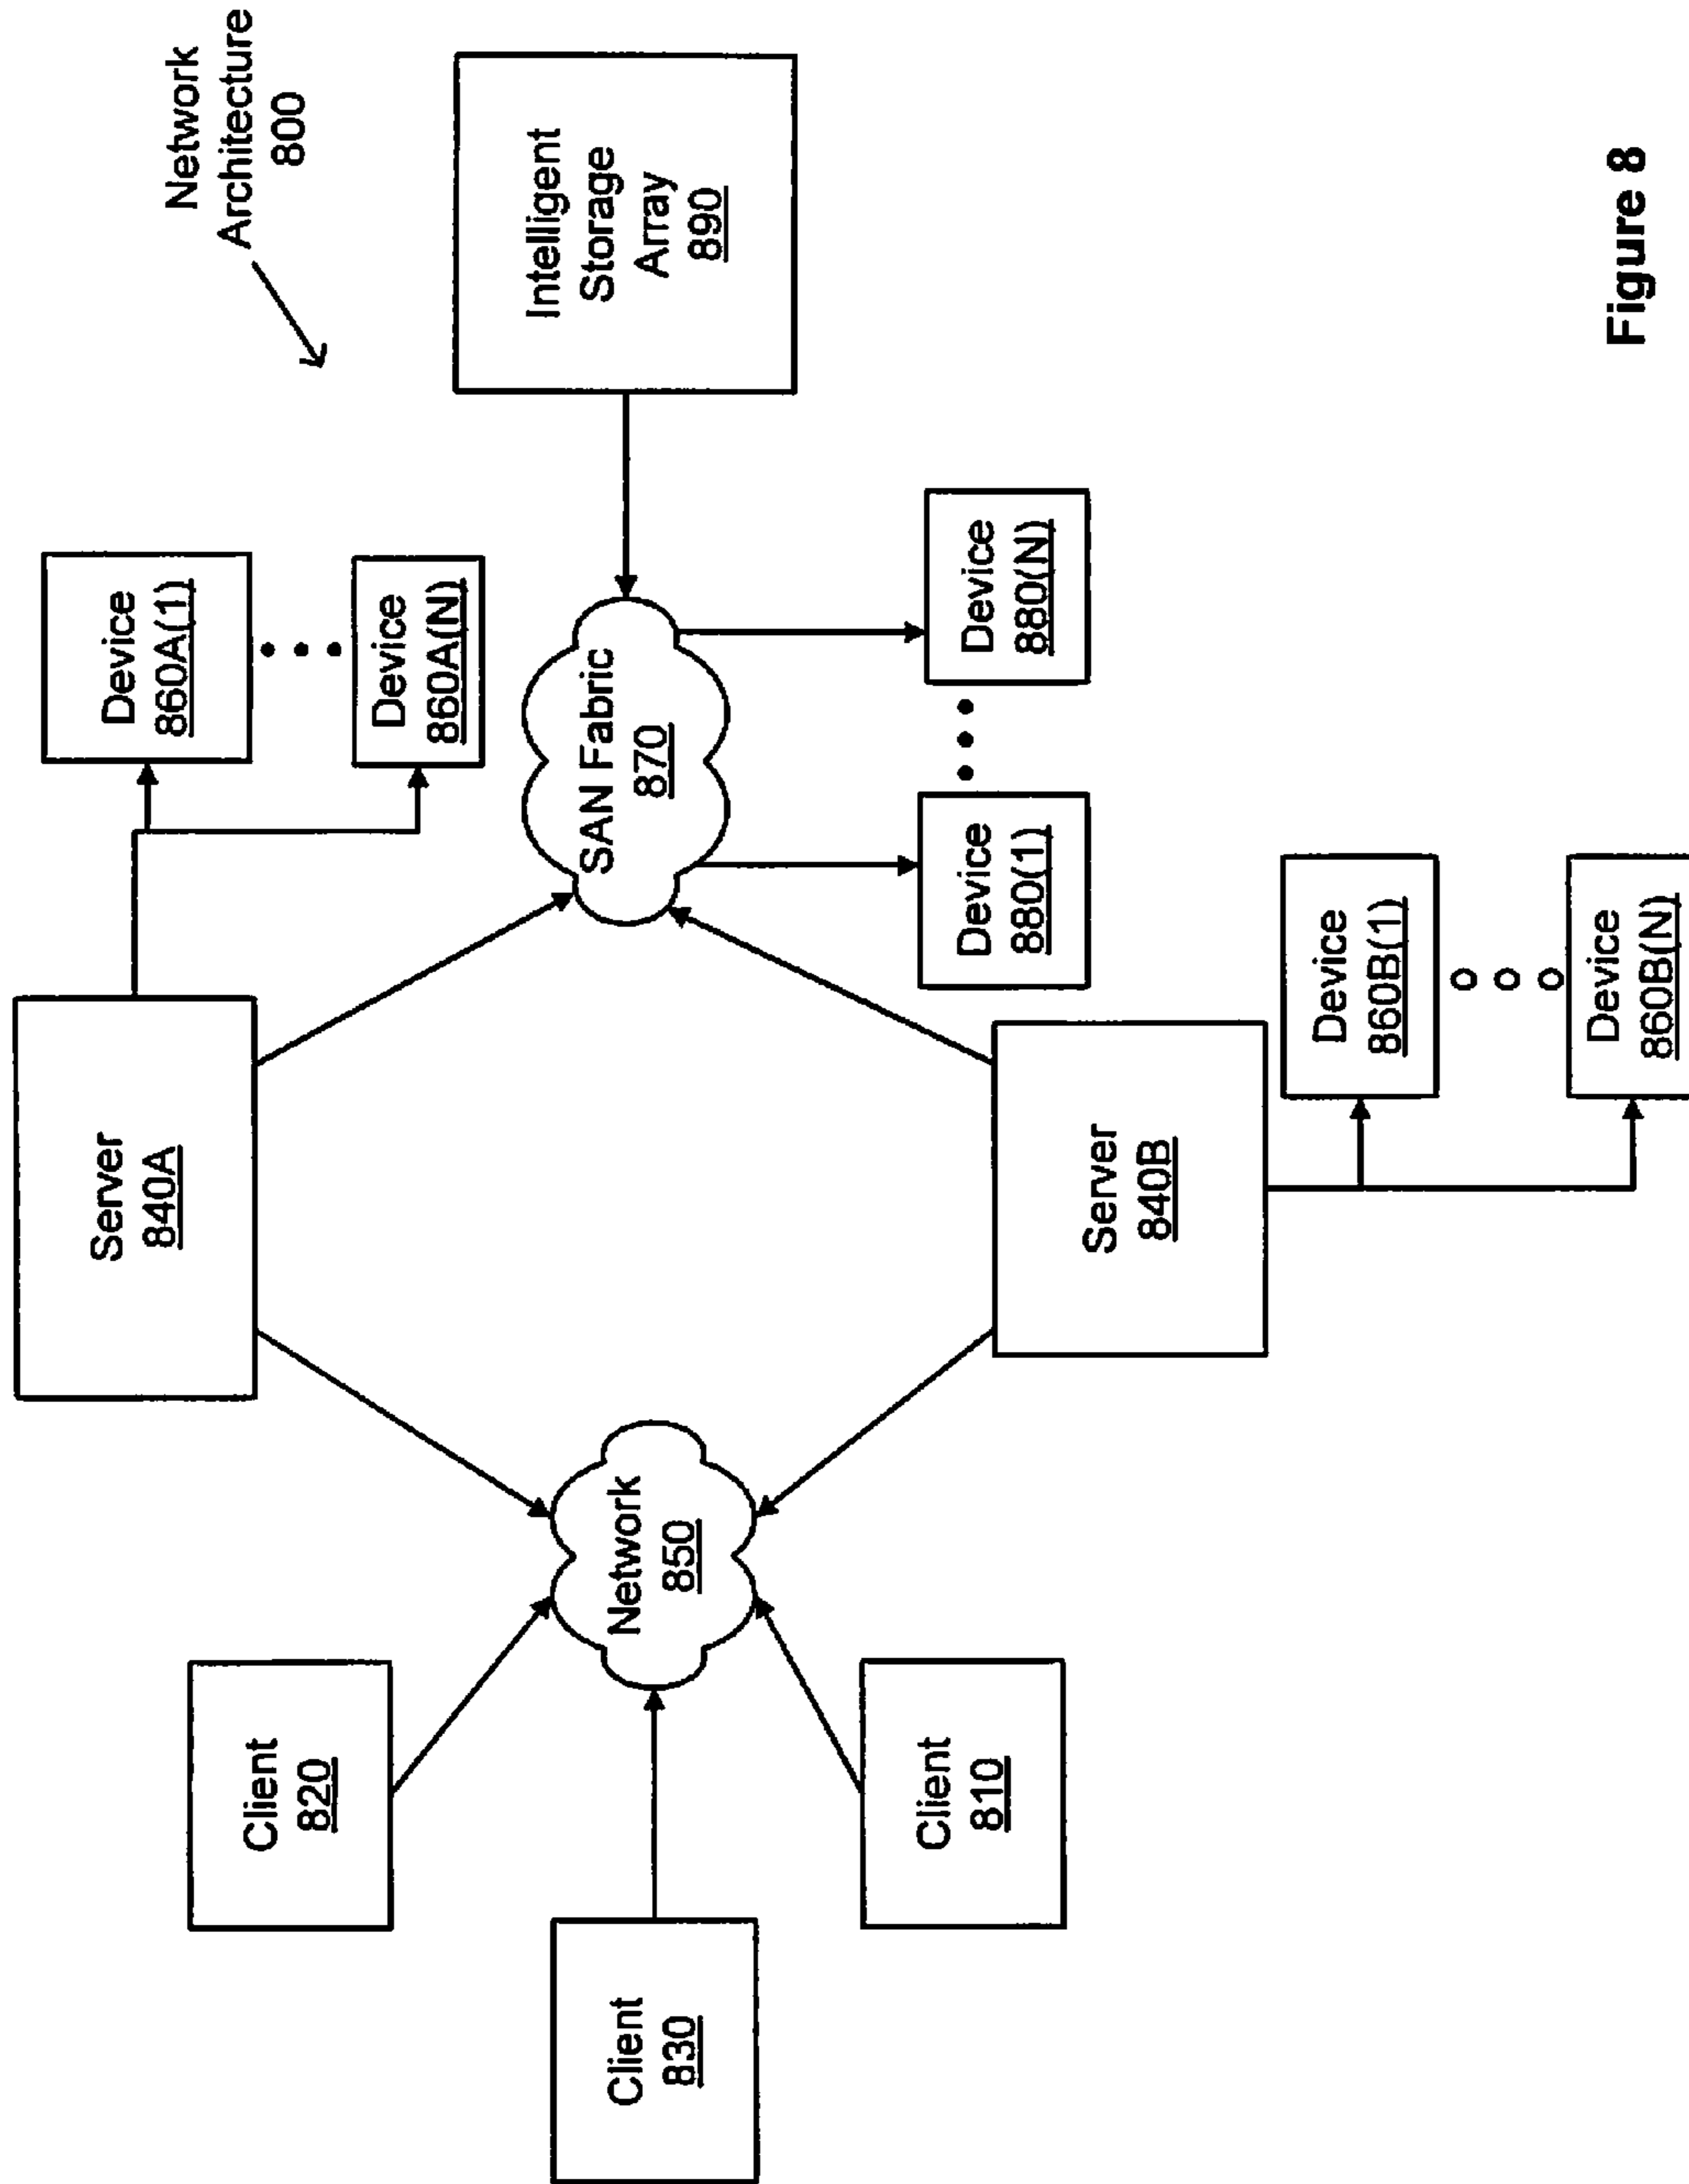 Network
Architecture
800
Server
840A
Device
860A(1)
Device
860A(N)
Client
820
Client
830
Client
810
Network
850
SAN Fabric
870
Intelligent
Storage
Array
890
Device
880(1)
Device
880(N)
Server
840B
Device
860B(1)
Device
860B(N)
Figure 8